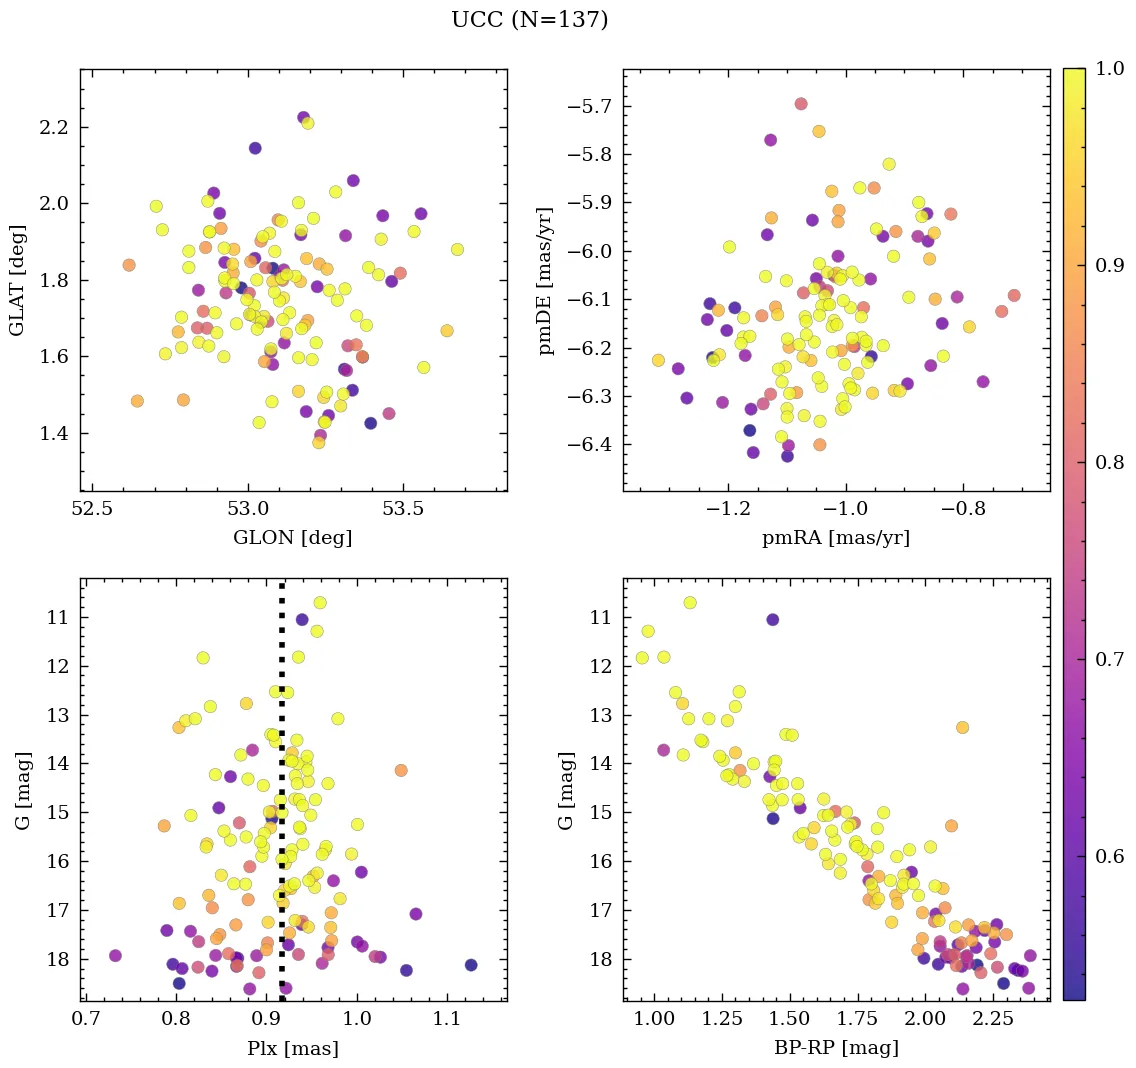 UCC (N=137)
2.2
2.0
1.8
1.6
1.4
GLAT [deg]
52.5 53.0 53.5
GLON [deg]
−5.7
−5.8
−5.9
−6.0
−6.1
−6.2
−6.3
−6.4
pmDE [mas/yr]
−1.2 −1.0 −0.8
pmRA [mas/yr]
1.0
0.9
0.8
0.7
0.6
11
12
13
14
15
16
17
18
G [mag]
0.7 0.8 0.9 1.0 1.1
Plx [mas]
11
12
13
14
15
16
17
18
G [mag]
1.00 1.25 1.50 1.75 2.00 2.25
BP-RP [mag]